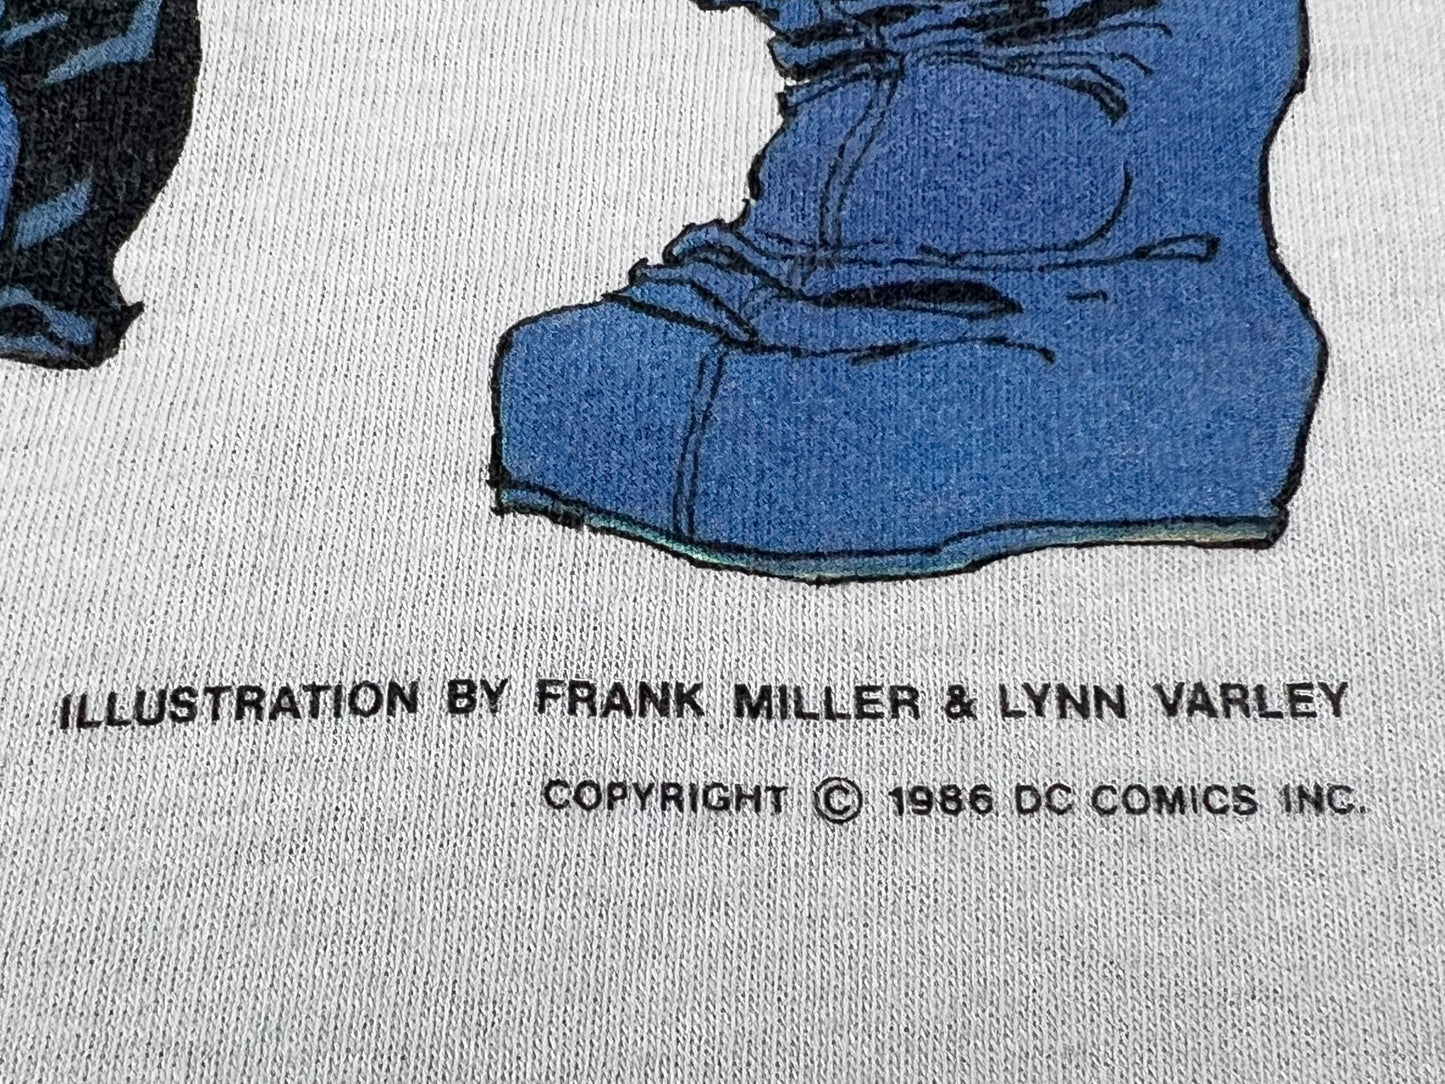 ILLUSTRATION BY FRANK MILLER & LYNN VARLEY
COPYRIGHT © 1986 DC COMICS INC.